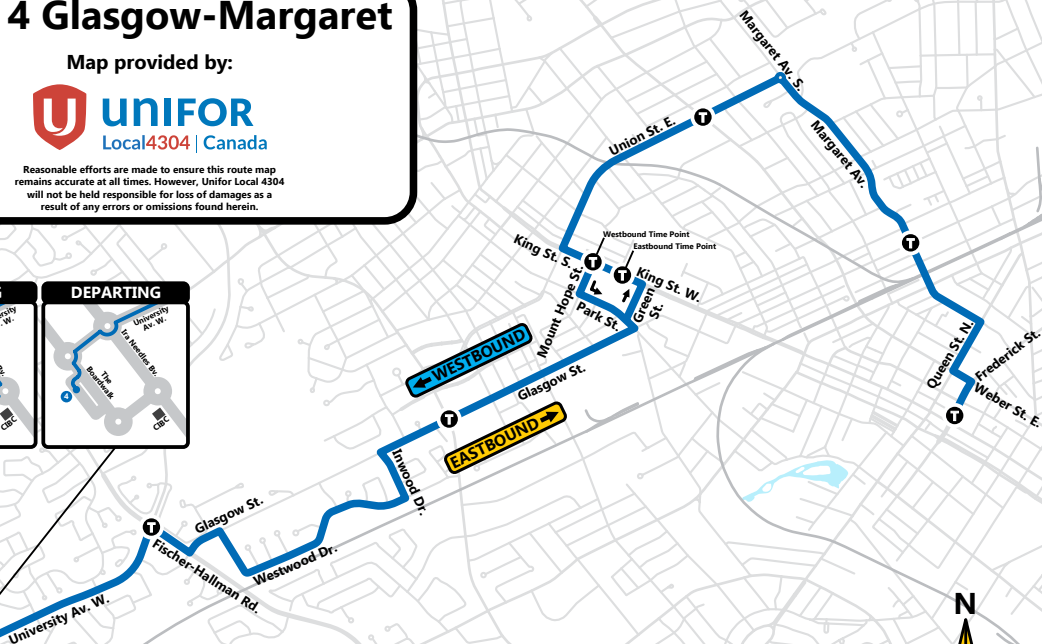 4 Glasgow-Margaret
Map provided by:
UNIFOR
Local4304 | Canada
Reasonable efforts are made to ensure this route map
remains accurate at all times. However, Unifor Local 4304
will not be held responsible for loss of damages as a
result of any errors or omissions found herein.
Margaret Av. S.
T
Union St. E.
Margaret Av.
T
Westbound Time Point
Eastbound Time Point
King St. S.
T
T
King St. W.
Mount Hope St.
Park St.
Green
St.
DEPARTING
University
Av. W.
Ira Needles Bv.
The
Boardwalk
4
CIBC
CIBC
WESTBOUND
Glasgow St.
T
EASTBOUND
Queen St. N.
Frederick St.
Weber St. E.
T
Inwood Dr.
Glasgow St.
T
Fischer-Hallman Rd.
Westwood Dr.
University Av. W.
N